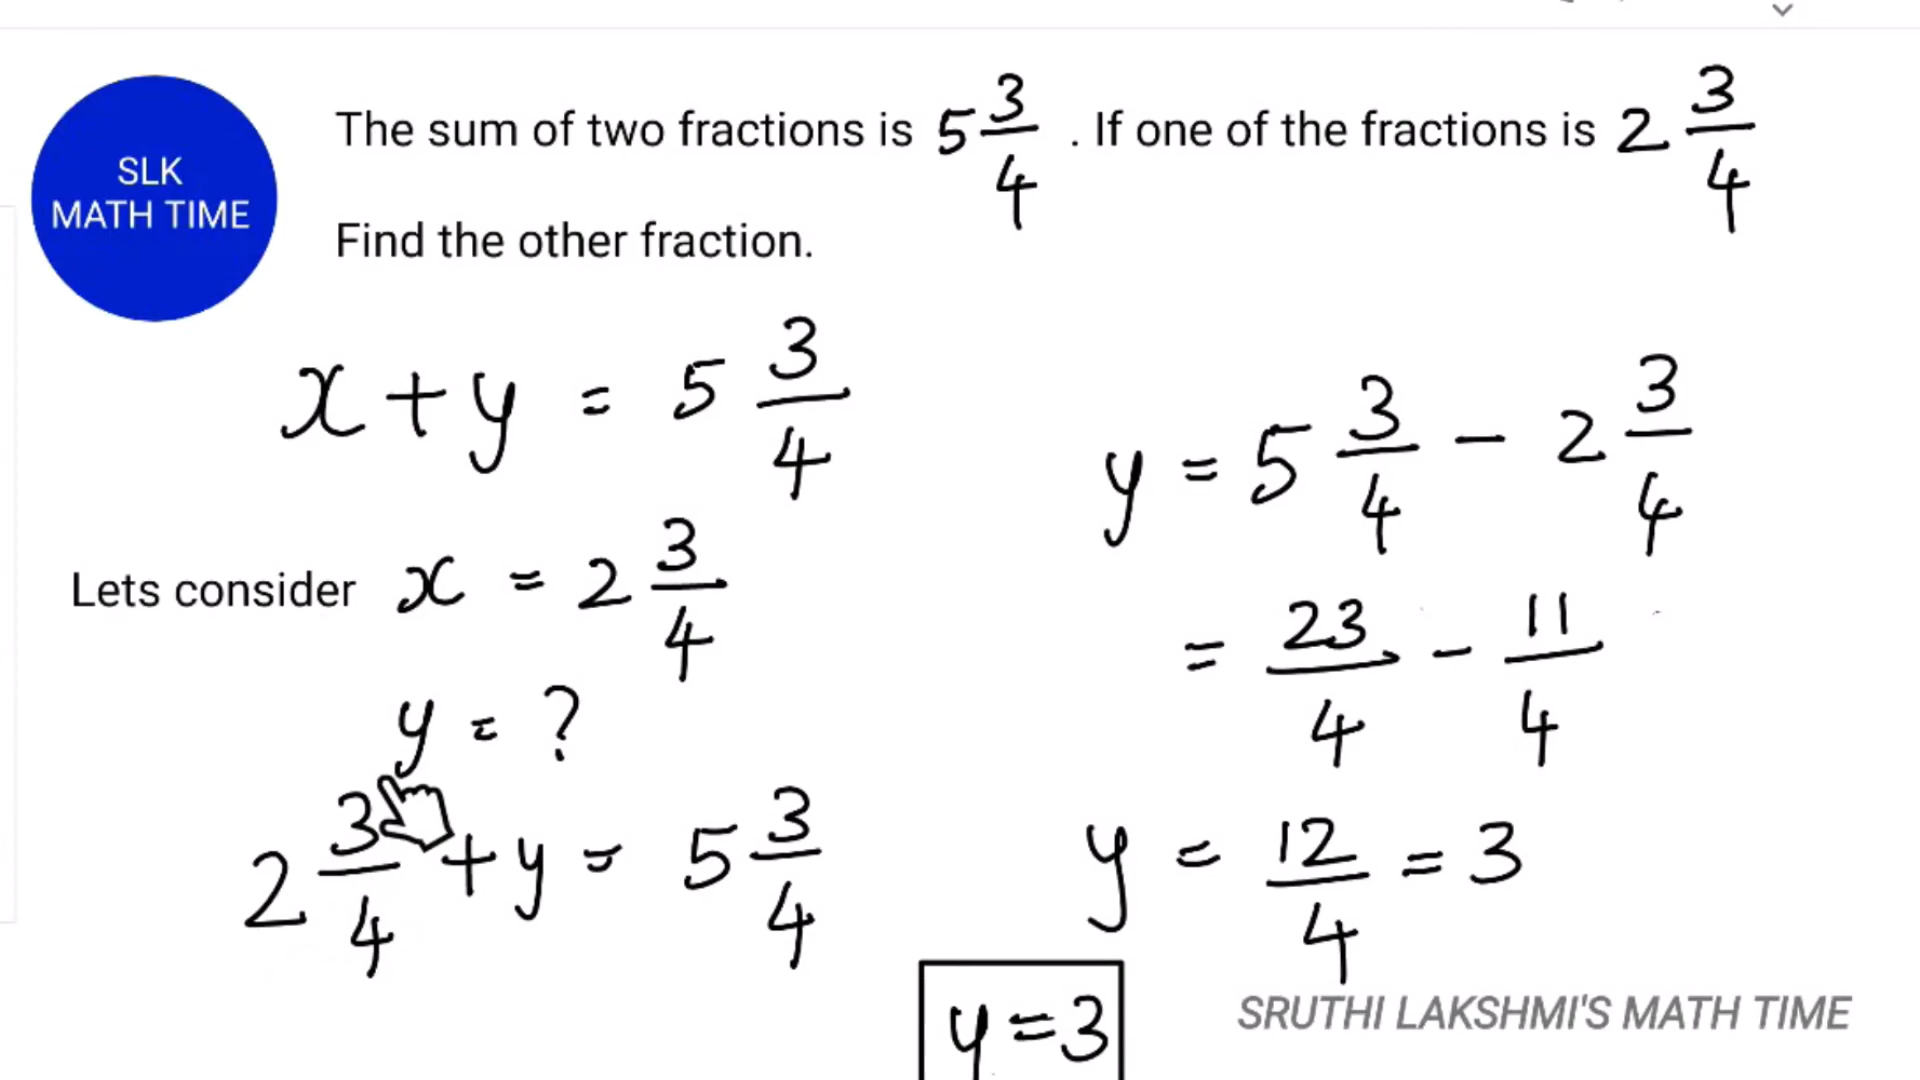 SLK
MATH TIME
The sum of two fractions is 5 3/4 . If one of the fractions is 2 3/4
Find the other fraction.
x + y = 5 3/4
Lets consider x = 2 3/4
y = ?
2 3/4 + y = 5 3/4
y = 5 3/4 - 2 3/4
= 23/4 - 11/4
y = 12/4 = 3
y = 3
SRUTHI LAKSHMI'S MATH TIME